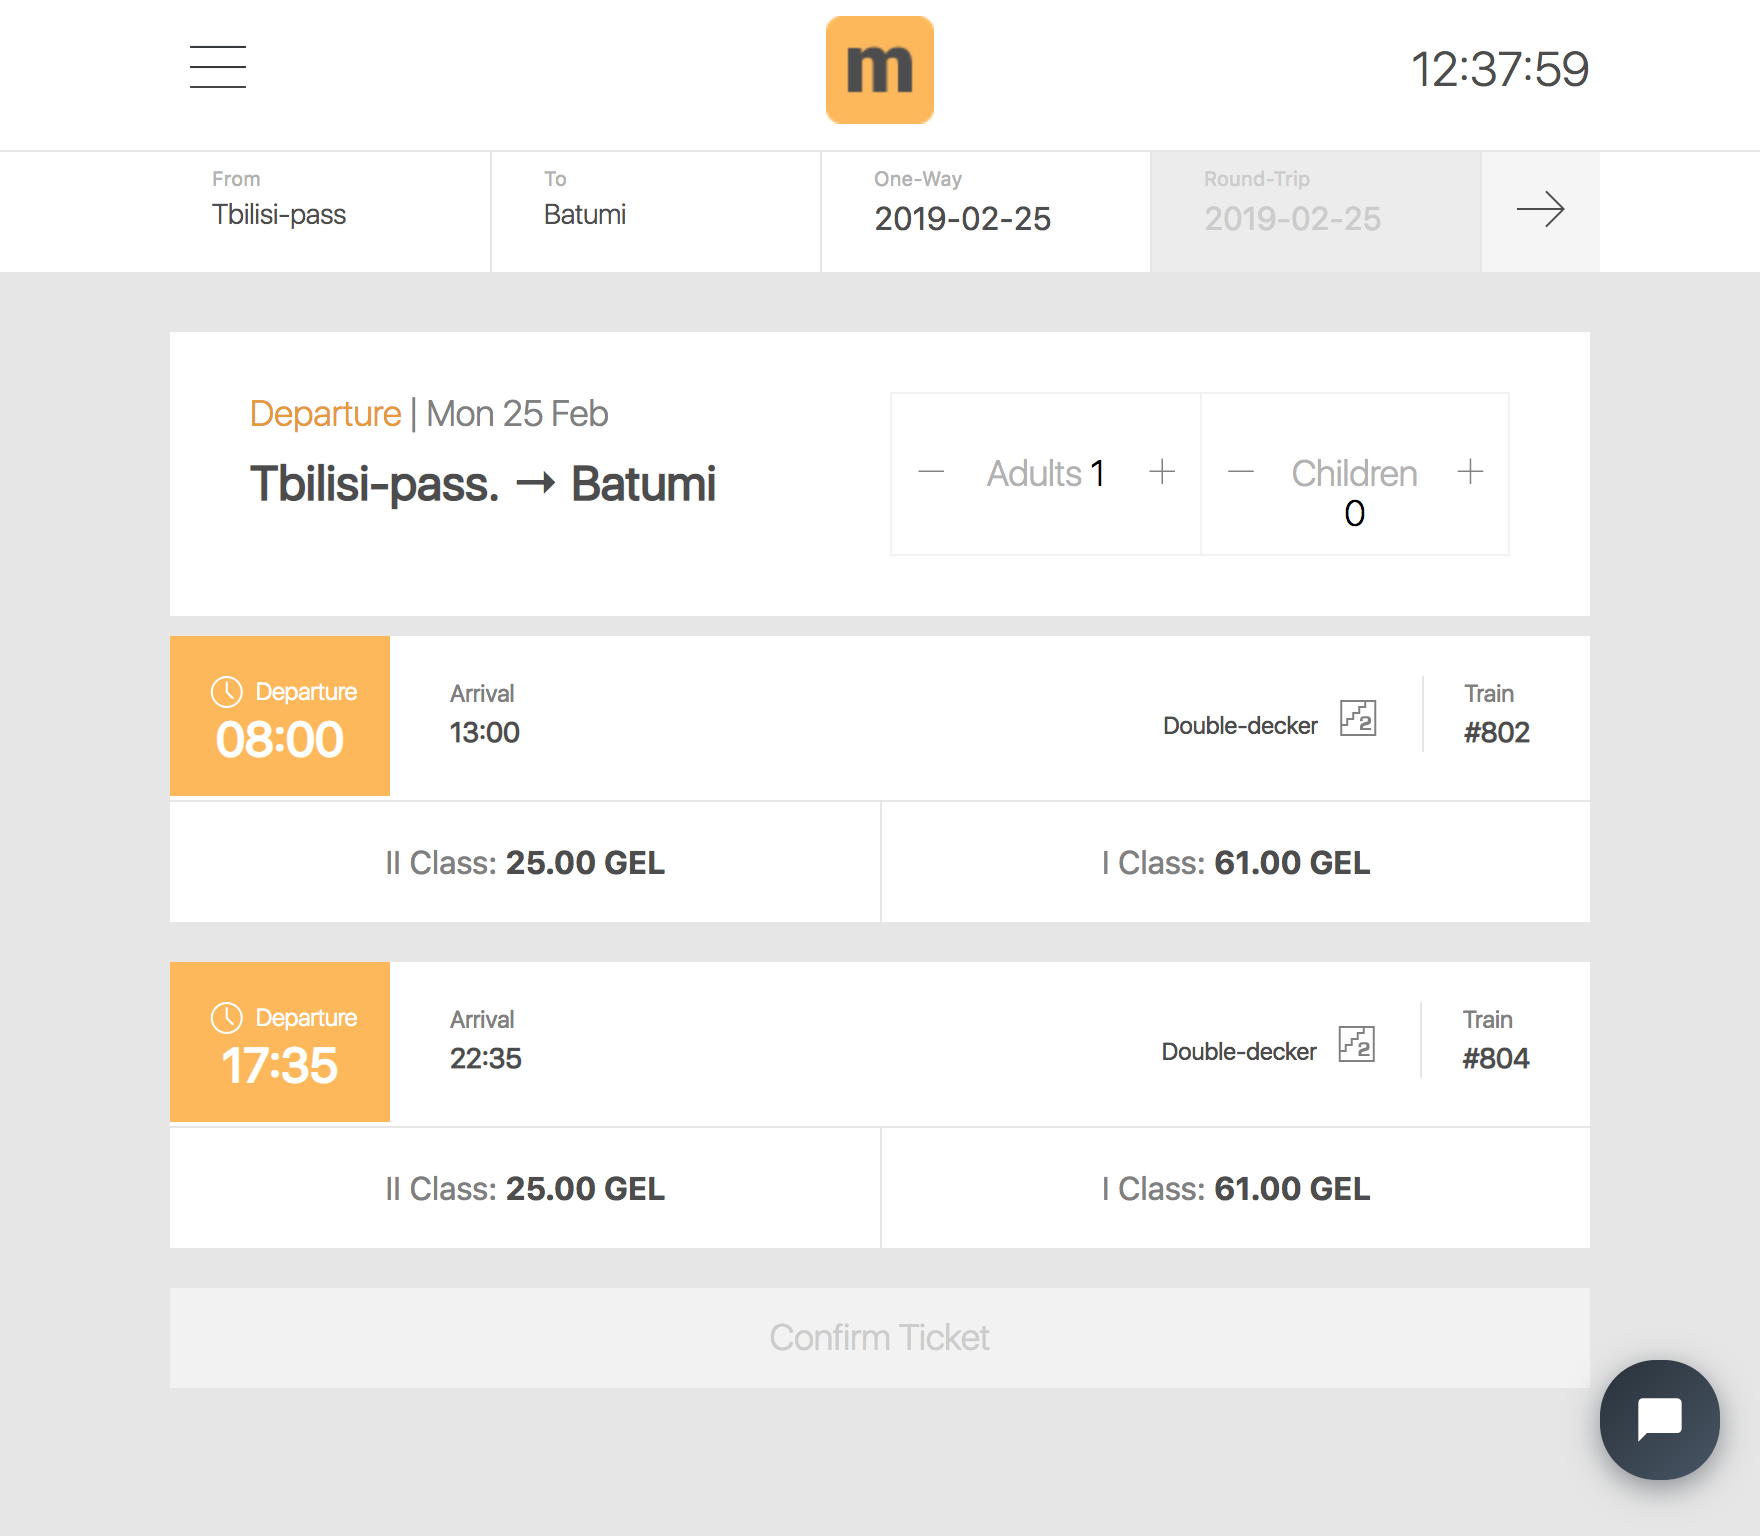 m
12:37:59
From
Tbilisi-pass
To
Batumi
One-Way
2019-02-25
Round-Trip
2019-02-25
Departure | Mon 25 Feb
Tbilisi-pass. → Batumi
— Adults 1 +
— Children +
0
Departure
08:00
Arrival
13:00
Double-decker 2
Train
#802
II Class: 25.00 GEL
I Class: 61.00 GEL
Departure
17:35
Arrival
22:35
Double-decker 2
Train
#804
II Class: 25.00 GEL
I Class: 61.00 GEL
Confirm Ticket